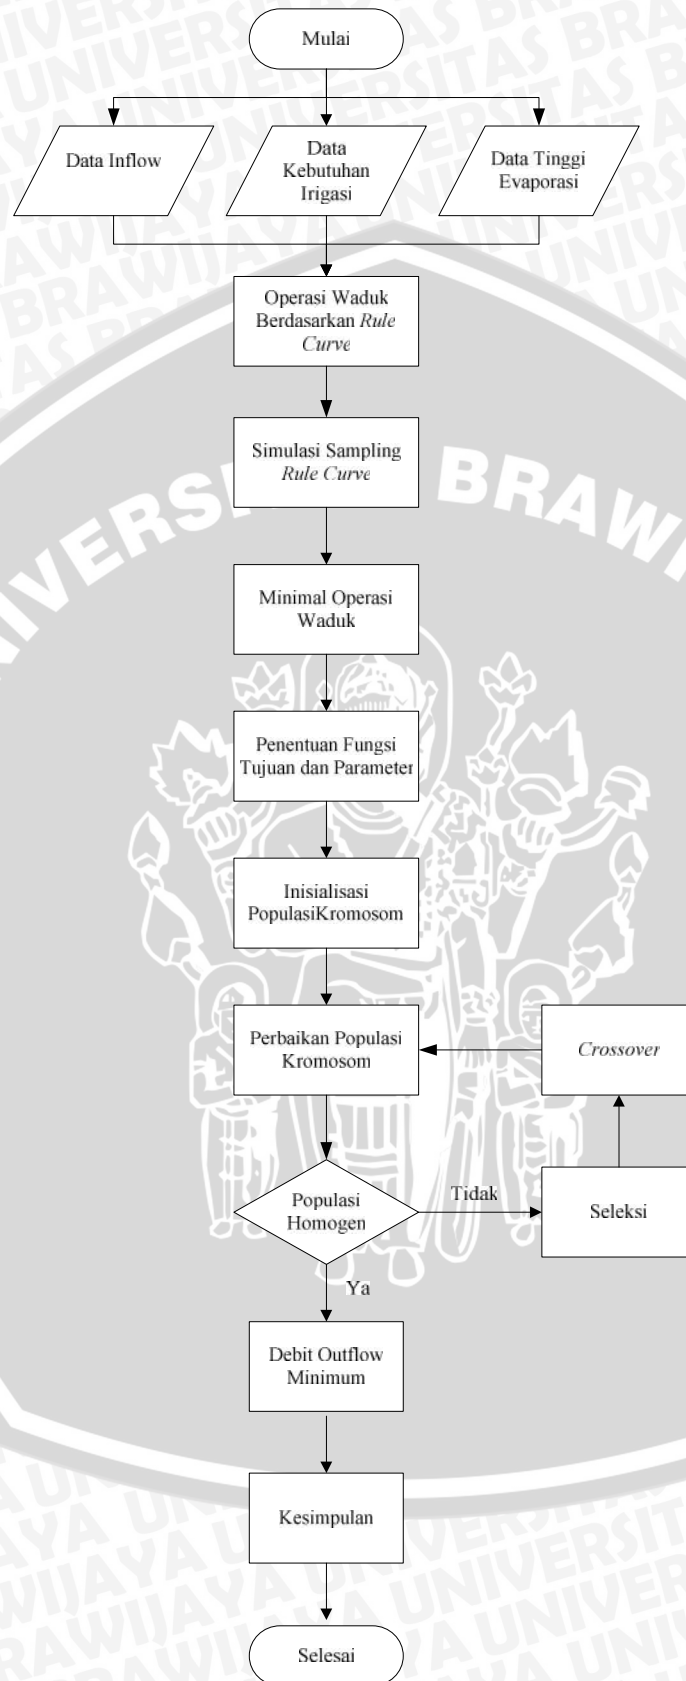 Mulai
Data Inflow
Data
Kebutuhan
Irigasi
Data Tinggi
Evaporasi
Operasi Waduk
Berdasarkan Rule
Curve
Simulasi Sampling
Rule Curve
Minimal Operasi
Waduk
Penentuan Fungsi
Tujuan dan Parameter
Inisialisasi
PopulasiKromosom
Perbaikan Populasi
Kromosom
Crossover
Populasi
Homogen
Tidak
Seleksi
Ya
Debit Outflow
Minimum
Kesimpulan
Selesai